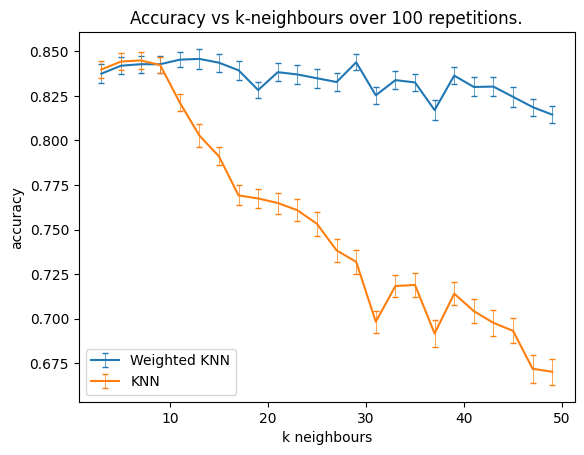 Accuracy vs k-neighbours over 100 repetitions.
0.850
0.825
0.800
0.775
0.750
0.725
0.700
0.675
accuracy
Weighted KNN
KNN
10 20 30 40 50
k neighbours